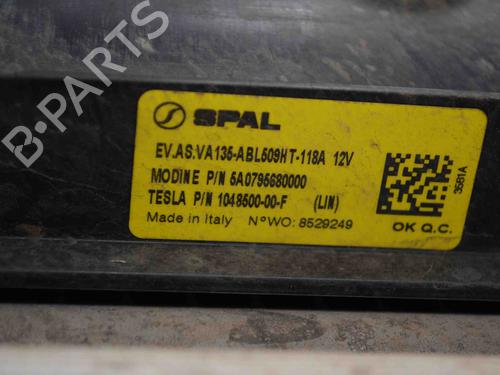 SPAL
EV.AS.VA135-ABL509HT-118A 12V
MODINE P/N 5A0795680000
TESLA P/N 1048500-00-F (LIN)
Made in Italy N°WO: 8529249
3581A
OK Q.C.
B-PARTS